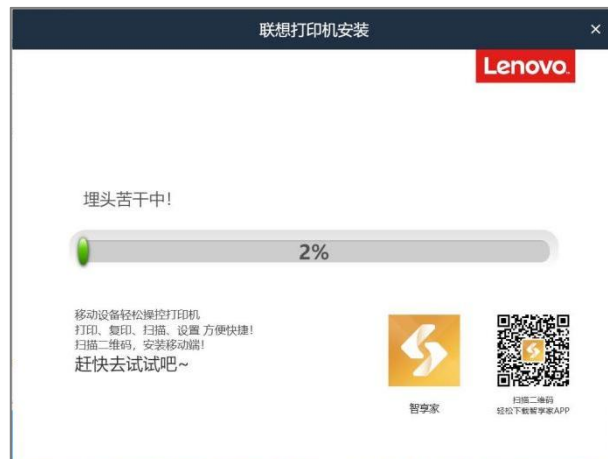 联想打印机安装
×
Lenovo.
埋头苦干中！
2%
移动设备轻松操控打印机
打印、复印、扫描、设置 方便快捷！
扫描二维码，安装移动端！
赶快去试试吧~
智享家
扫描二维码
轻松下载智享家APP